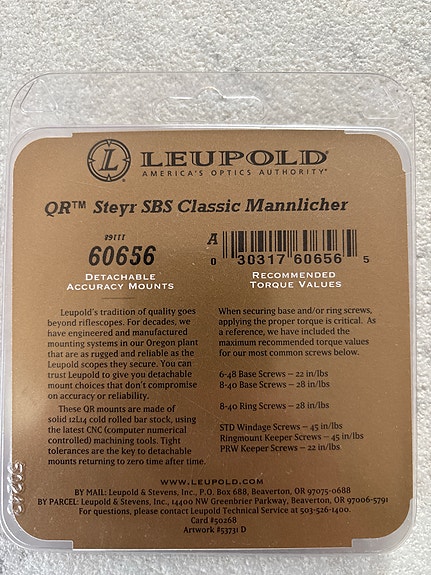 L
LEUPOLD®
AMERICA'S OPTICS AUTHORITY®
QR™ Steyr SBS Classic Mannlicher
#9111
60656
A
0 30317 60656 5
DETACHABLE
ACCURACY MOUNTS
RECOMMENDED
TORQUE VALUES
Leupold's tradition of quality goes
beyond riflescopes. For decades, we
have engineered and manufactured
mounting systems in our Oregon plant
that are as rugged and reliable as the
Leupold scopes they secure. You can
trust Leupold to give you detachable
mount choices that don't compromise
on accuracy or reliability.
These QR mounts are made of
solid 12L14 cold rolled bar stock, using
the latest CNC (computer numerical
controlled) machining tools. Tight
tolerances are the key to detachable
mounts returning to zero time after time.
When securing base and/or ring screws,
applying the proper torque is critical. As
a reference, we have included the
maximum recommended torque values
for our most common screws below.
6-48 Base Screws – 22 in/lbs
8-40 Base Screws – 28 in/lbs
8-40 Ring Screws – 28 in/lbs
STD Windage Screws – 45 in/lbs
Ringmount Keeper Screws – 45 in/lbs
PRW Keeper Screws – 22 in/lbs
WWW.LEUPOLD.COM
BY MAIL: Leupold & Stevens, Inc., P.O. Box 688, Beaverton, OR 97075-0688
BY PARCEL: Leupold & Stevens, Inc., 14400 NW Greenbrier Parkway, Beaverton, OR 97006-5791
For questions, please contact Leupold Technical Service at 503-526-1400.
Card #50268
Artwork #53731 D